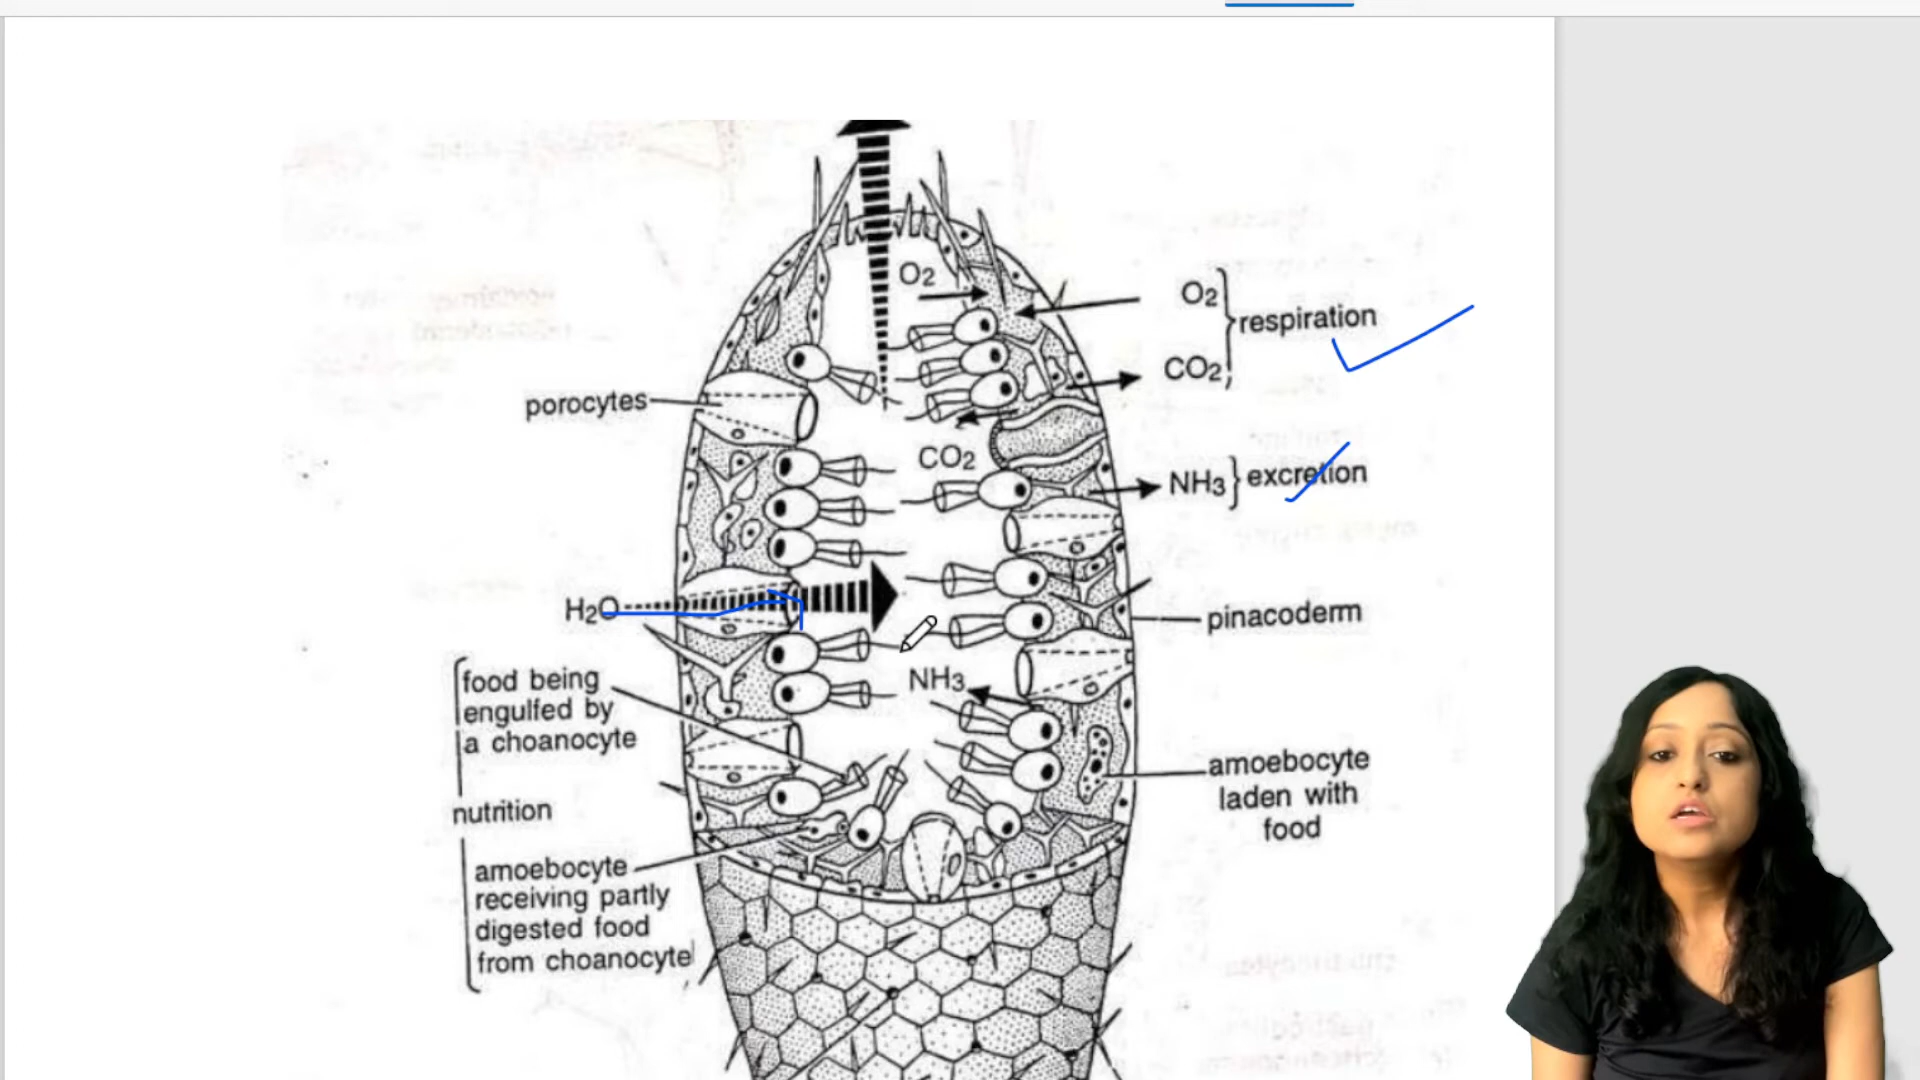 O2
O2
respiration
CO2
porocytes
CO2
NH3
excretion
H2O
pinacoderm
food being
engulfed by
a choanocyte
NH3
amoebocyte
laden with
food
nutrition
amoebocyte
receiving partly
digested food
from choanocyte